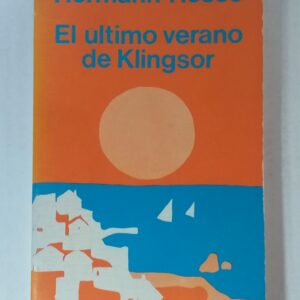 Hermann Hesse
El ultimo verano
de Klingsor